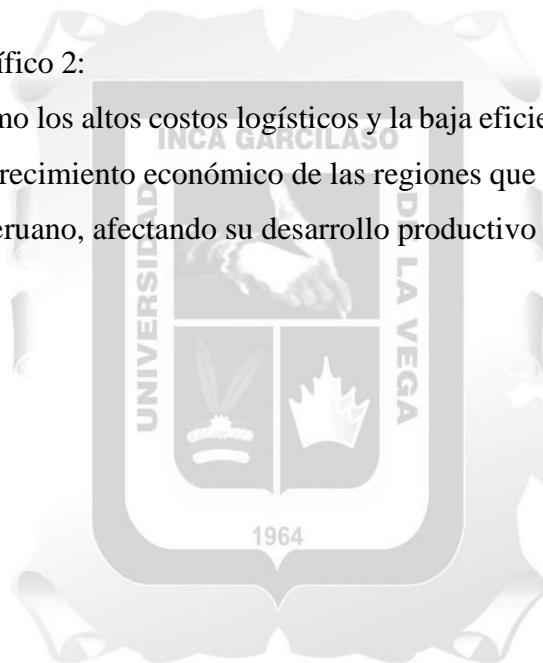 ífico 2:
mo los altos costos logísticos y la baja eficie
recimiento económico de las regiones que
eruano, afectando su desarrollo productivo
INCA GARCILASO
UNIVERSIDAD
DE LA VEGA
1964